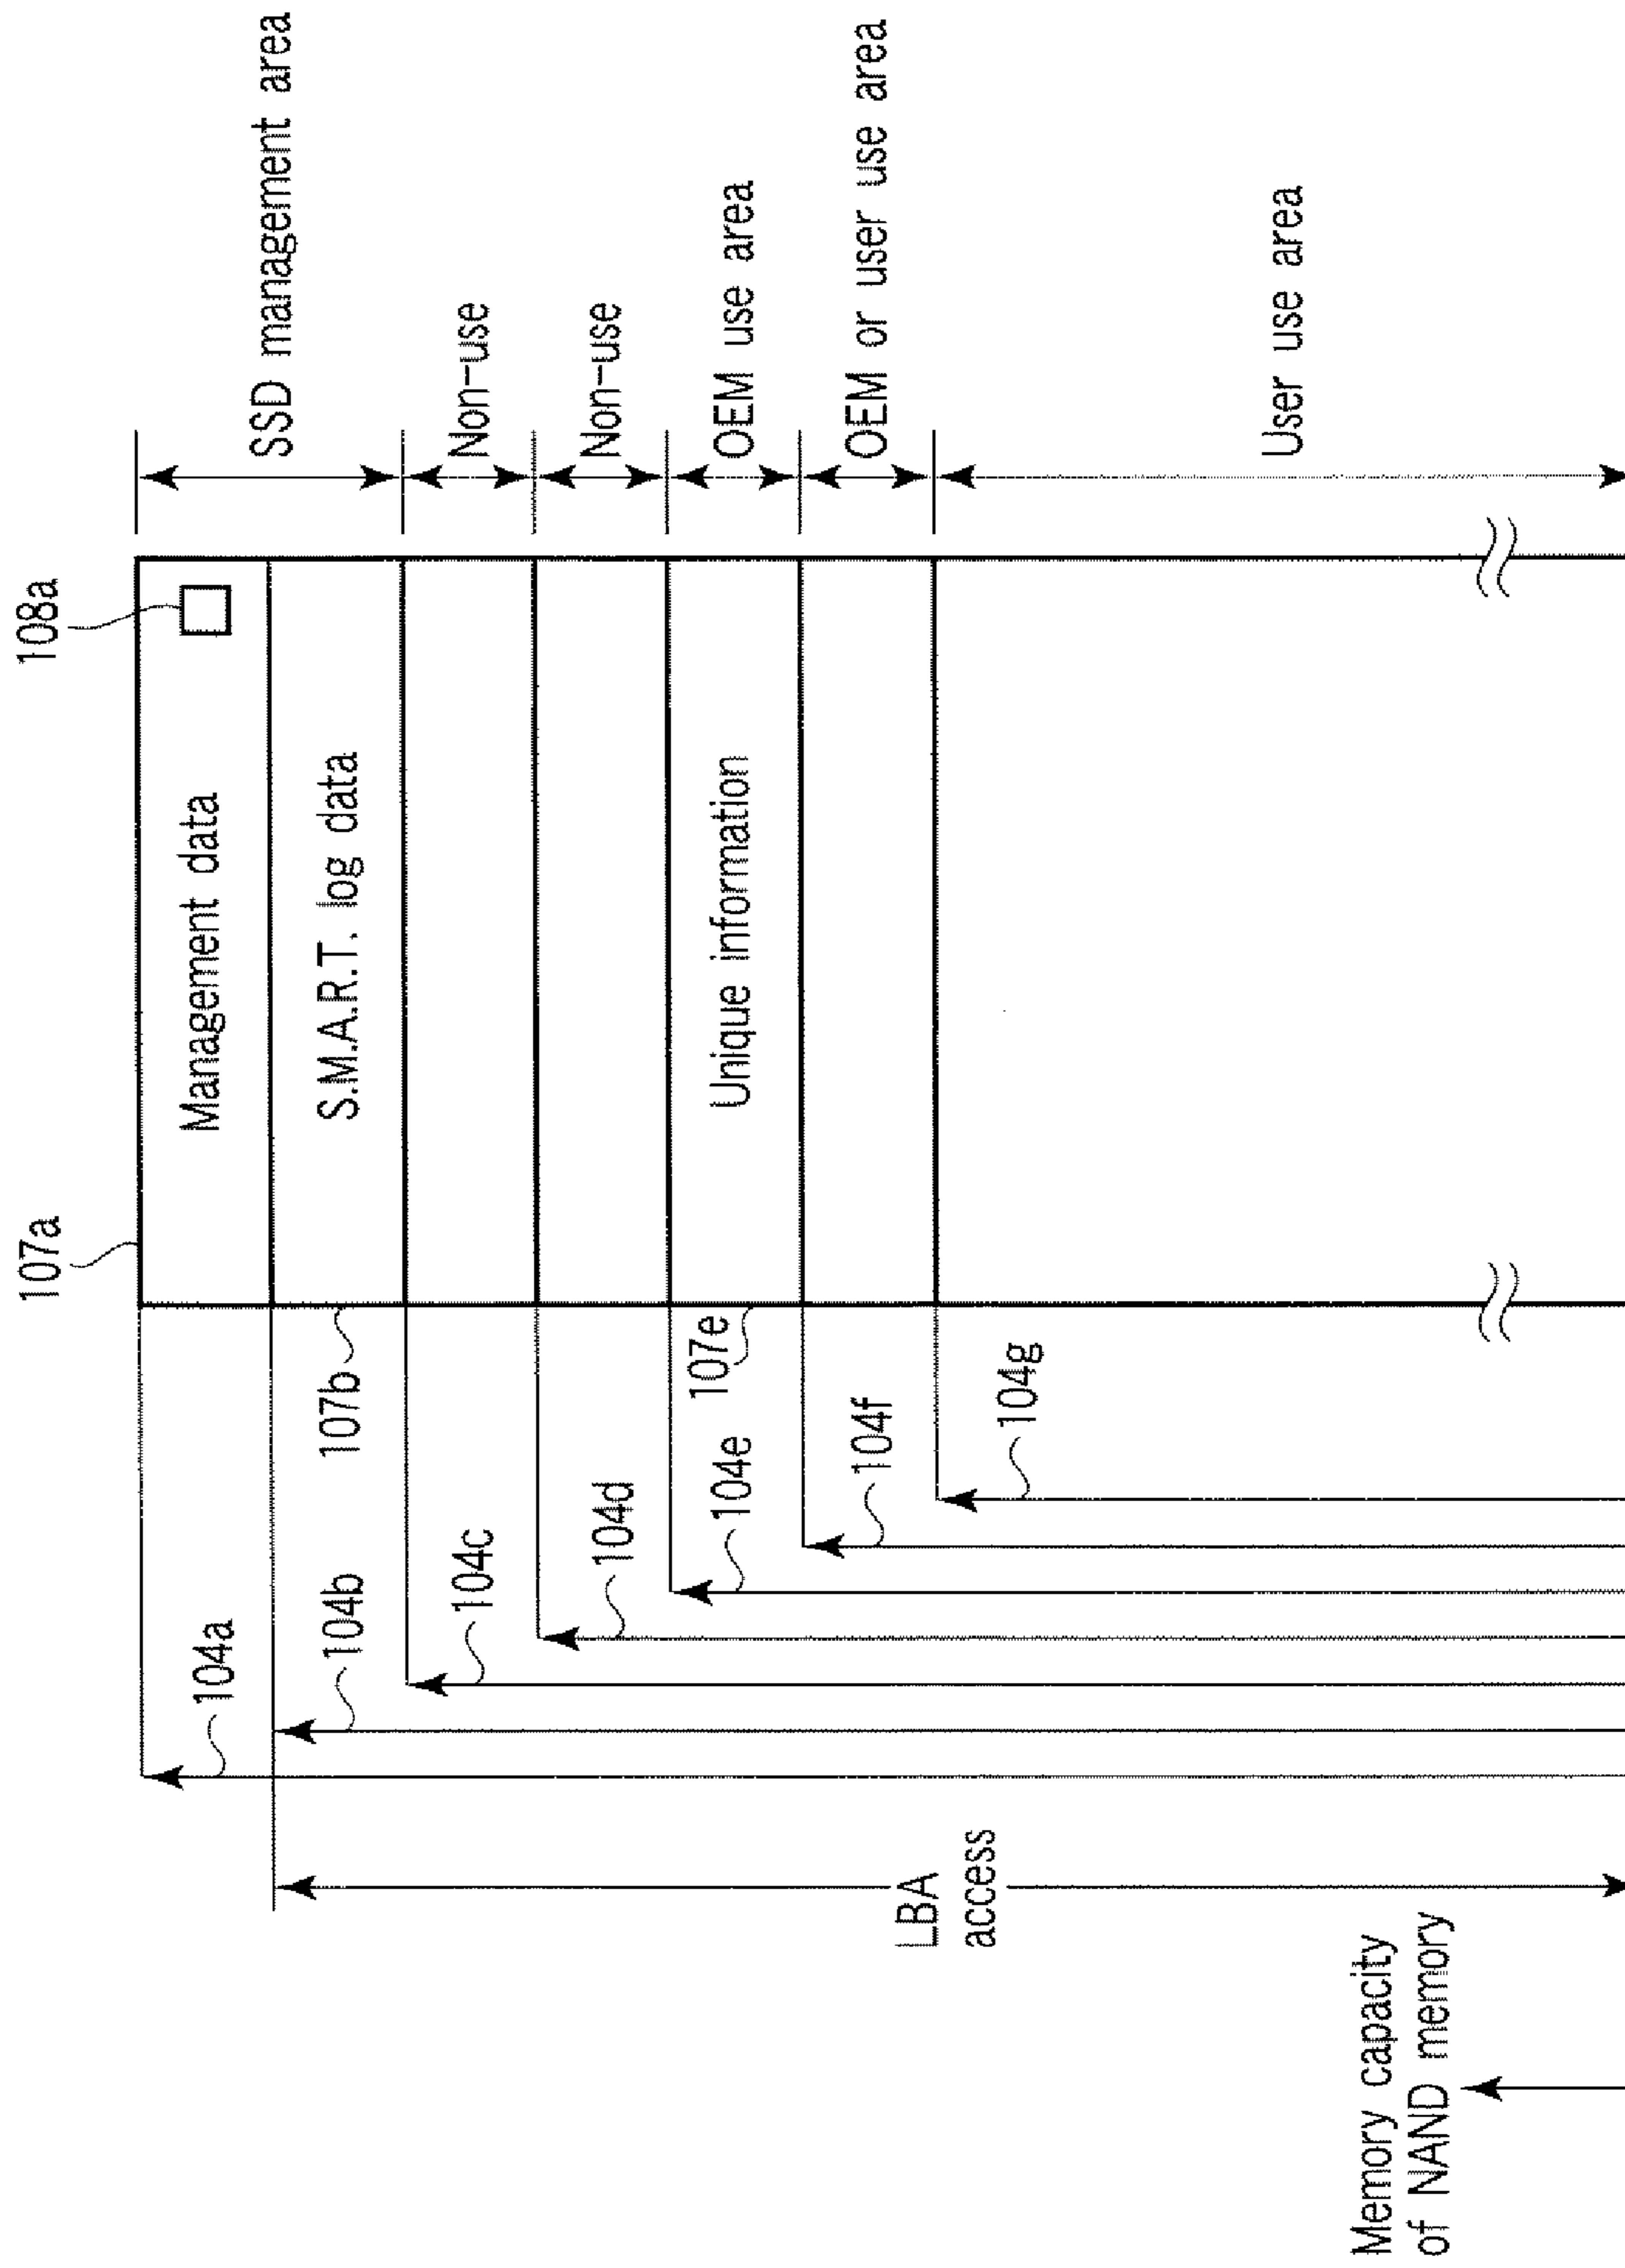 108a
107a
Management data
S.M.A.R.T. log data
Unique information
SSD management area
Non-use
Non-use
OEM use area
OEM or user use area
User use area
107b
107e
104a
104b
104c
104d
104e
104f
104g
LBA
access
Memory capacity
of NAND memory